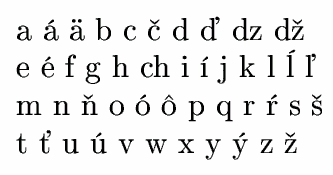 a á ä b c č d ď dz dž
e é f g h ch i í j k l ĺ ľ
m n ň o ó ô p q r ŕ s š
t ť u ú v w x y ý z ž